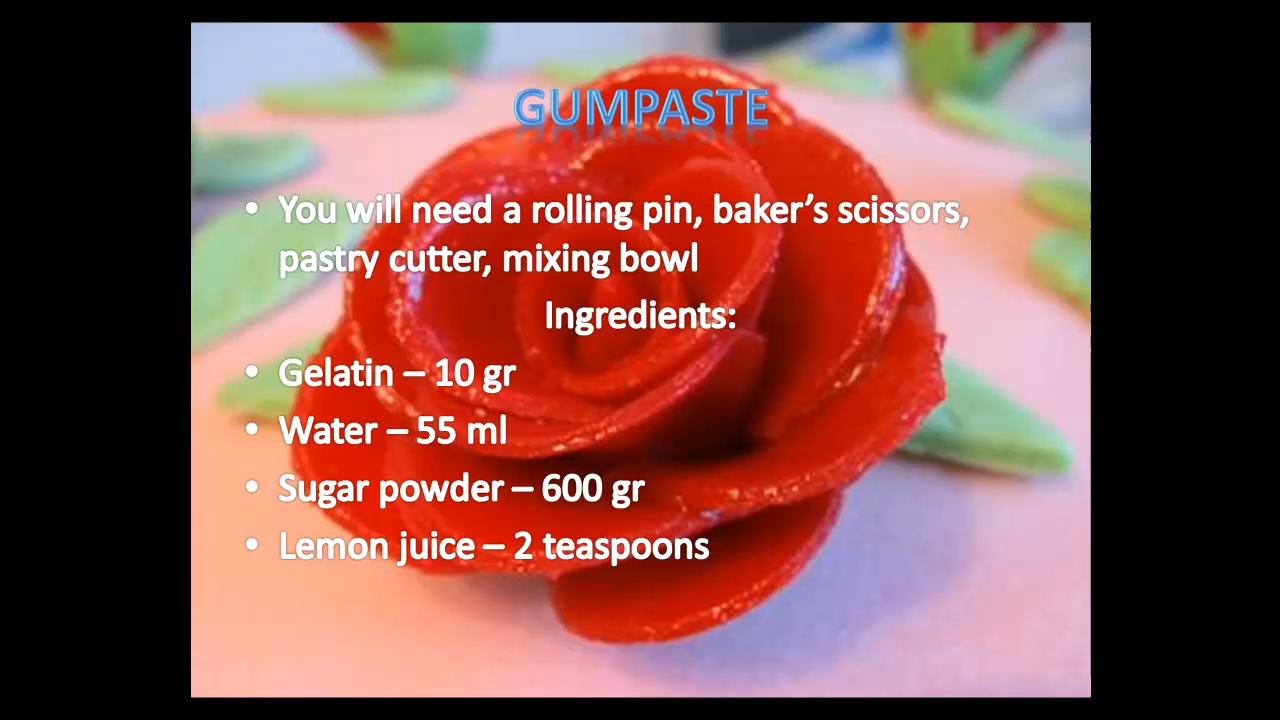 GUMPASTE
• You will need a rolling pin, baker’s scissors,
pastry cutter, mixing bowl
Ingredients:
• Gelatin – 10 gr
• Water – 55 ml
• Sugar powder – 600 gr
• Lemon juice – 2 teaspoons